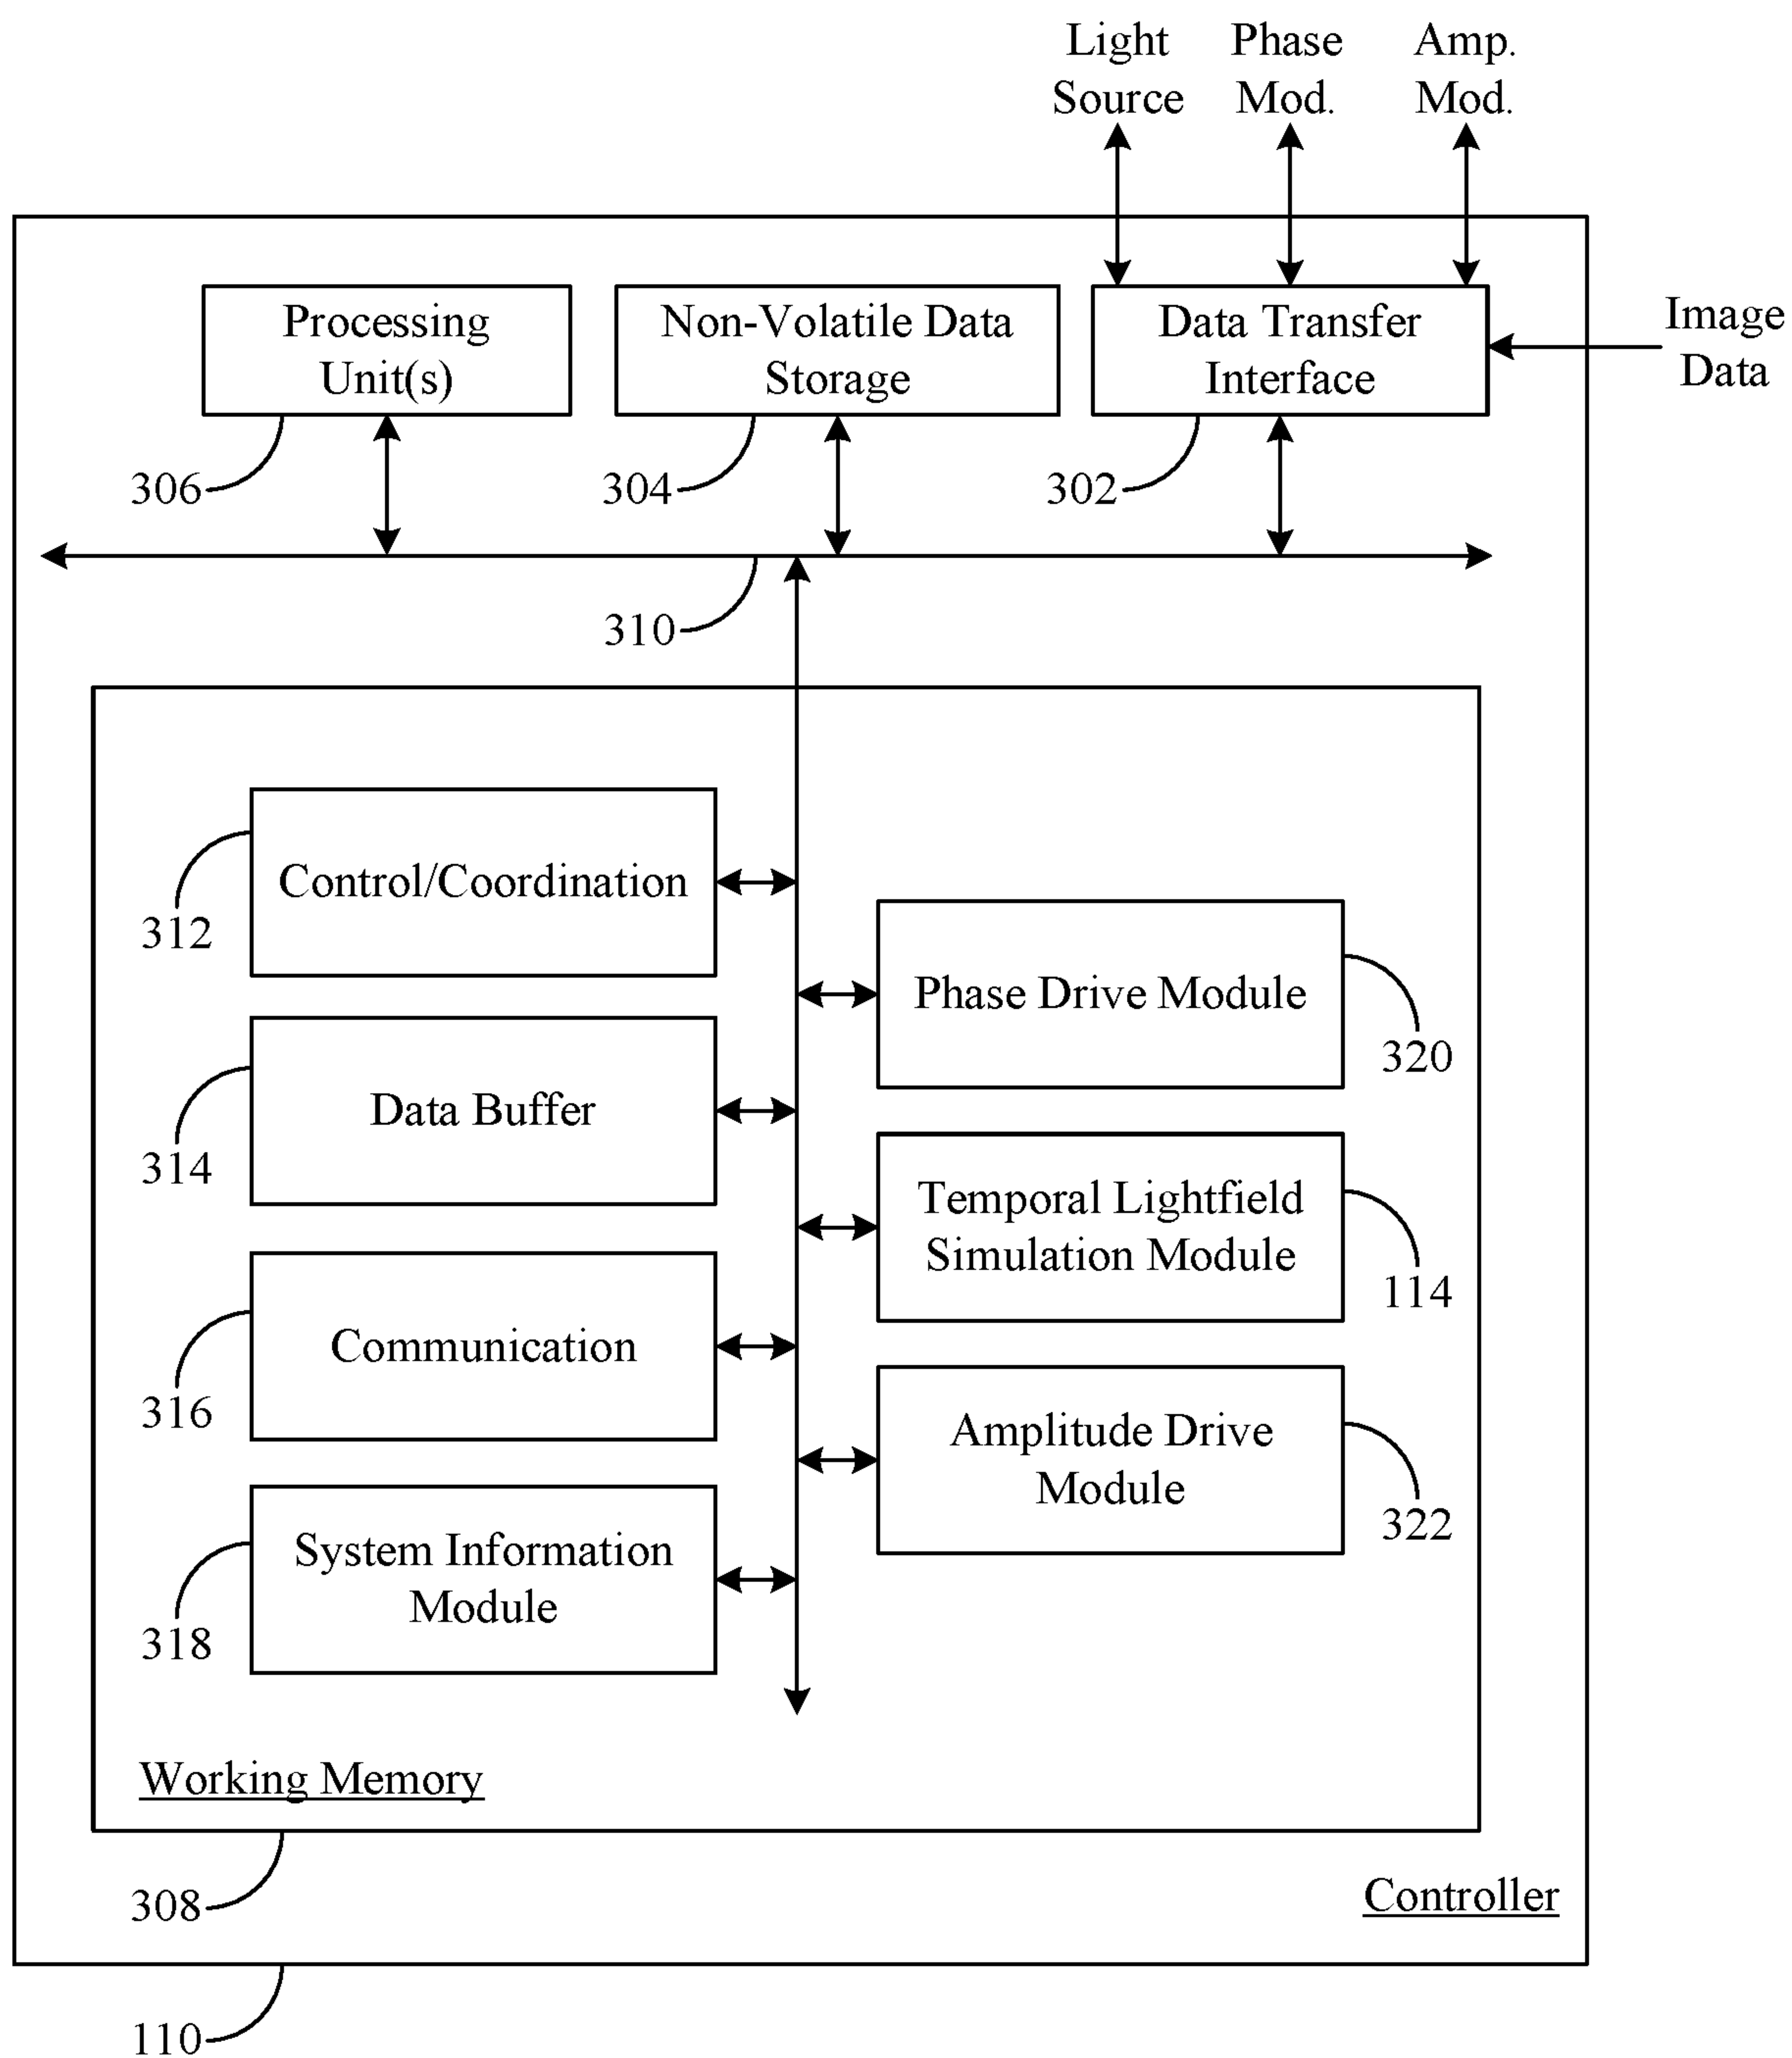 Light
Source
Phase
Mod.
Amp.
Mod.
Processing
Unit(s)
Non-Volatile Data
Storage
Data Transfer
Interface
Image
Data
306
304
302
310
Control/Coordination
312
Phase Drive Module
320
Data Buffer
314
Temporal Lightfield
Simulation Module
114
Communication
316
Amplitude Drive
Module
322
System Information
Module
318
Working Memory
308
Controller
110